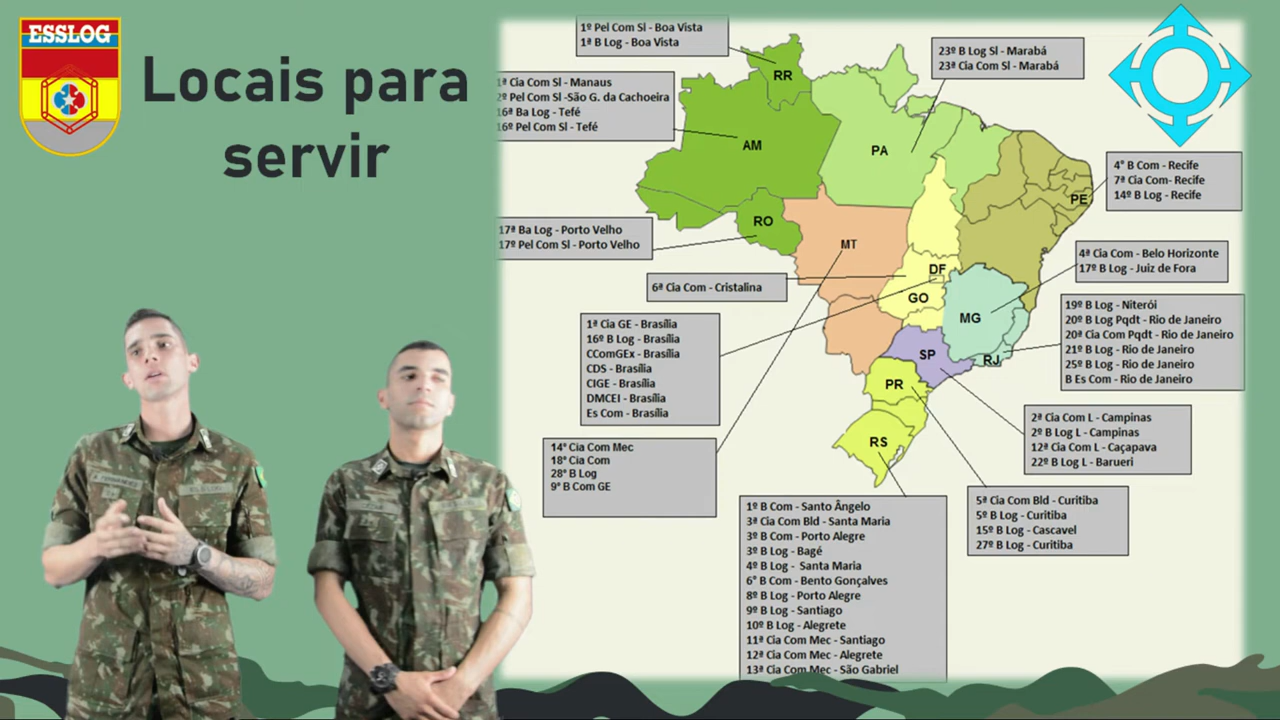 ESSLOG
Locais para
servir
1º Pel Com Sl - Boa Vista
1ª B Log - Boa Vista
1ª Cia Com Sl - Manaus
2º Pel Com Sl -São G. da Cachoeira
16ª Ba Log - Tefé
16º Pel Com Sl - Tefé
23º B Log Sl - Marabá
23ª Cia Com Sl - Marabá
4° B Com - Recife
7ª Cia Com- Recife
14º B Log - Recife
17ª Ba Log - Porto Velho
17º Pel Com Sl - Porto Velho
4ª Cia Com - Belo Horizonte
17º B Log - Juiz de Fora
6ª Cia Com - Cristalina
19º B Log - Niterói
20º B Log Pqdt - Rio de Janeiro
20ª Cia Com Pqdt - Rio de Janeiro
21º B Log - Rio de Janeiro
25º B Log - Rio de Janeiro
B Es Com - Rio de Janeiro
1ª Cia GE - Brasília
16º B Log - Brasília
CComGEx - Brasília
CDS - Brasília
CIGE - Brasília
DMCEI - Brasília
Es Com - Brasília
2ª Cia Com L - Campinas
2º B Log L - Campinas
12ª Cia Com L - Caçapava
22º B Log L - Barueri
14° Cia Com Mec
18° Cia Com
28° B Log
9° B Com GE
5ª Cia Com Bld - Curitiba
5º B Log - Curitiba
15º B Log - Cascavel
27º B Log - Curitiba
1º B Com - Santo Ângelo
3ª Cia Com Bld - Santa Maria
3º B Com - Porto Alegre
3º B Log - Bagé
4º B Log - Santa Maria
6° B Com - Bento Gonçalves
8º B Log - Porto Alegre
9º B Log - Santiago
10º B Log - Alegrete
11ª Cia Com Mec - Santiago
12ª Cia Com Mec - Alegrete
13ª Cia Com Mec - São Gabriel
RR
AM
PA
PE
RO
MT
DF
GO
MG
SP
RJ
PR
RS